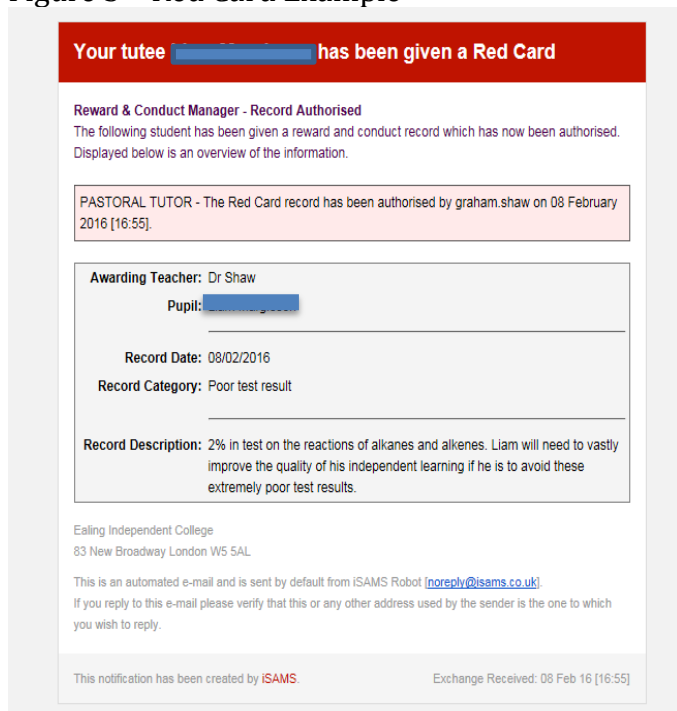 Figure 3 – Red Card Example
Your tutee has been given a Red Card
Reward & Conduct Manager - Record Authorised
The following student has been given a reward and conduct record which has now been authorised.
Displayed below is an overview of the information.
PASTORAL TUTOR - The Red Card record has been authorised by graham.shaw on 08 February
2016 [16:55].
Awarding Teacher: Dr Shaw
Pupil:
Record Date: 08/02/2016
Record Category: Poor test result
Record Description: 2% in test on the reactions of alkanes and alkenes. Liam will need to vastly
improve the quality of his independent learning if he is to avoid these
extremely poor test results.
Ealing Independent College
83 New Broadway London W5 5AL
This is an automated e-mail and is sent by default from iSAMS Robot [noreply@isams.co.uk].
If you reply to this e-mail please verify that this or any other address used by the sender is the one to which
you wish to reply.
This notification has been created by iSAMS. Exchange Received: 08 Feb 16 [16:55]